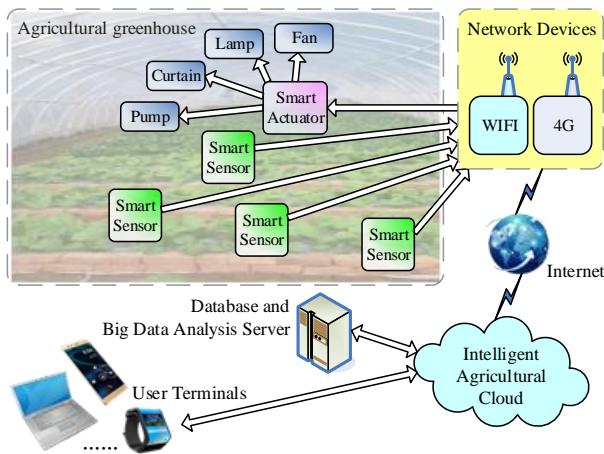 Agricultural greenhouse
Lamp
Fan
Curtain
Pump
Smart
Actuator
Smart
Sensor
Smart
Sensor
Smart
Sensor
Smart
Sensor
Network Devices
WIFI
4G
Internet
Database and
Big Data Analysis Server
Intelligent
Agricultural
Cloud
User Terminals
......